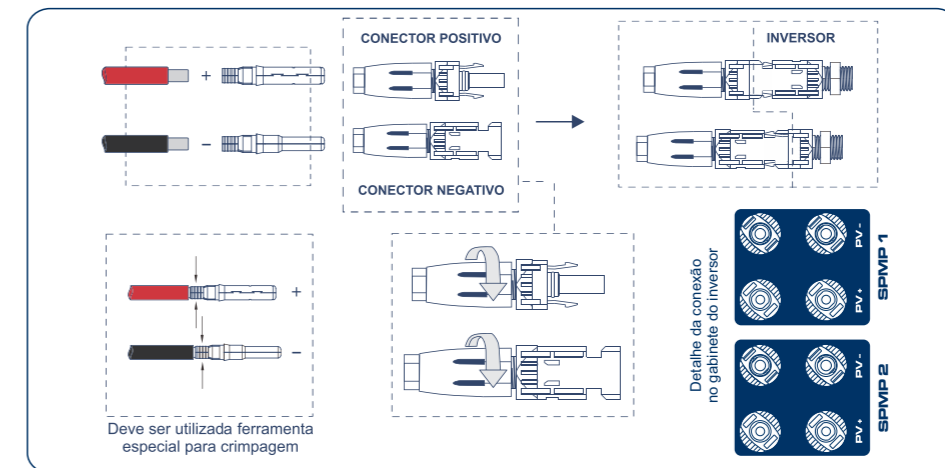 CONECTOR POSITIVO
INVERSOR
+
−
CONECTOR NEGATIVO
+
−
Deve ser utilizada ferramenta
especial para crimpagem
Detalhe da conexão
no gabinete do inversor
PV -
PV+
SPMP 1
PV -
PV+
SPMP 2